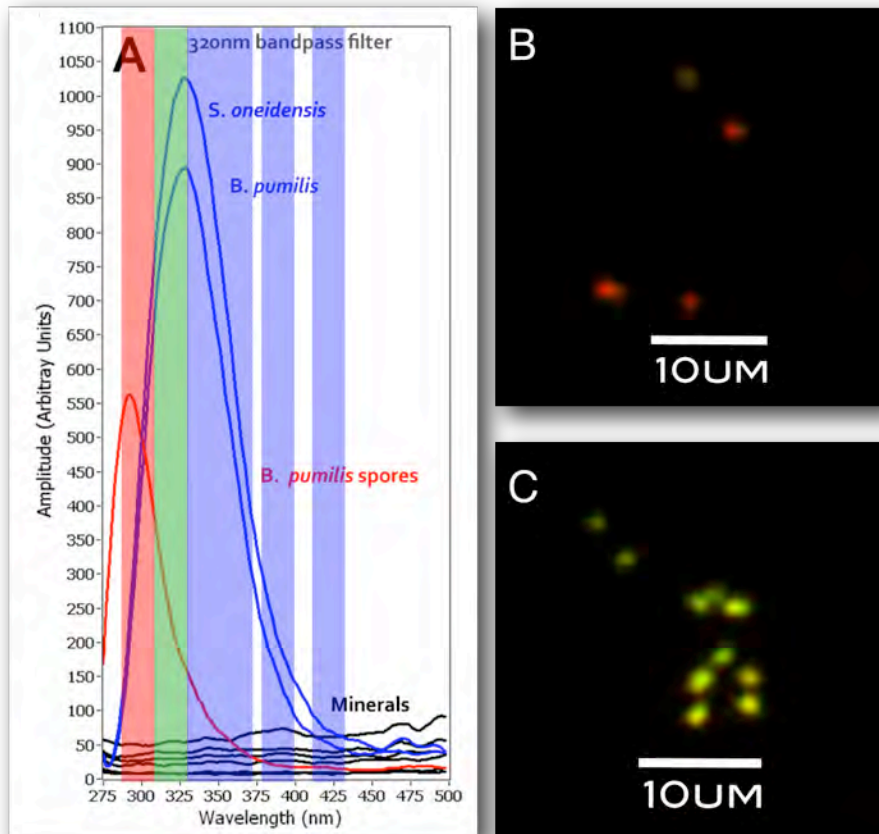 A
320nm bandpass filter
S. oneidensis
B. pumilis
B. pumilis spores
Minerals
Amplitude (Arbitray Units)
1100
1050
1000
950
900
850
800
750
700
650
600
550
500
450
400
350
300
250
200
150
100
50
0
275 300 325 350 375 400 425 450 475 500
Wavelength (nm)
B
10UM
C
10UM